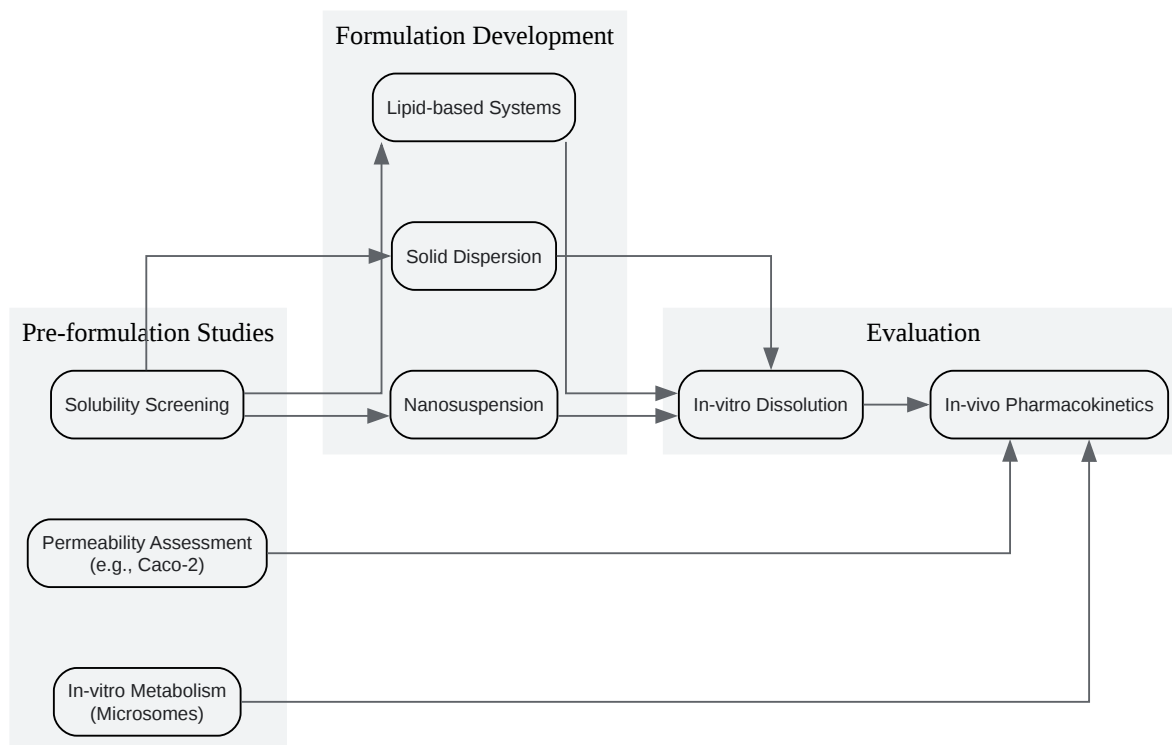 Formulation Development
Lipid-based Systems
Solid Dispersion
Nanosuspension
Pre-formulation Studies
Solubility Screening
Permeability Assessment
(e.g., Caco-2)
In-vitro Metabolism
(Microsomes)
Evaluation
In-vitro Dissolution
In-vivo Pharmacokinetics